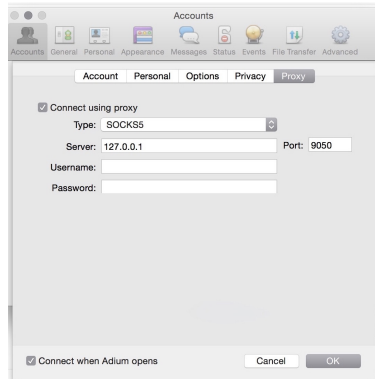 Accounts
Accounts General Personal Appearance Messages Status Events File Transfer Advanced
Account Personal Options Privacy Proxy
Connect using proxy
Type: SOCKS5
Server: 127.0.0.1 Port: 9050
Username:
Password:
Connect when Adium opens Cancel OK